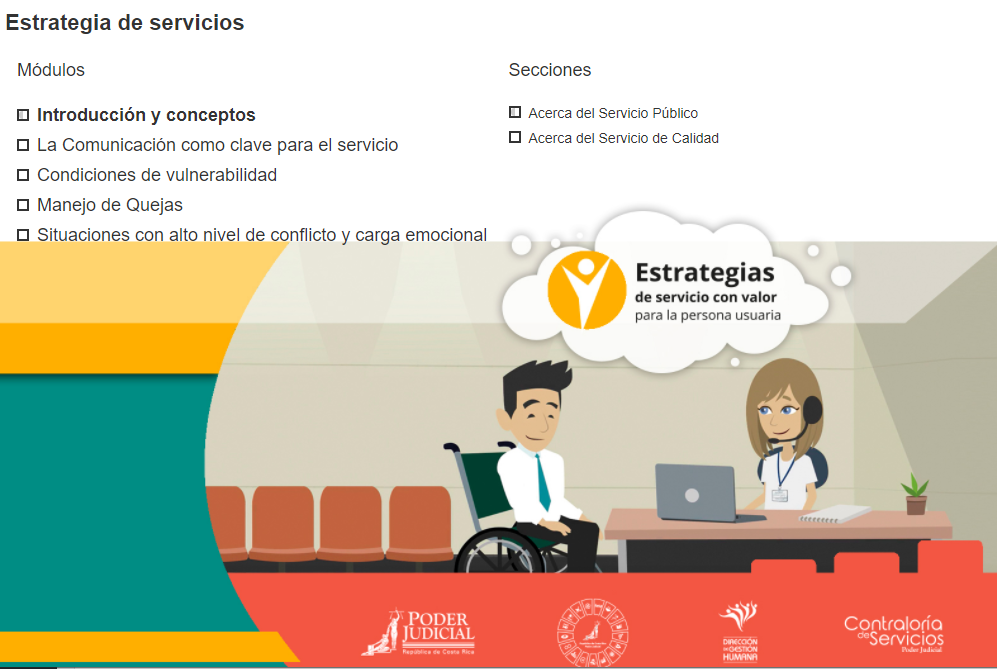 Estrategia de servicios
Módulos
Introducción y conceptos
La Comunicación como clave para el servicio
Condiciones de vulnerabilidad
Manejo de Quejas
Situaciones con alto nivel de conflicto y carga emocional
Secciones
Acerca del Servicio Público
Acerca del Servicio de Calidad
Estrategias
de servicio con valor
para la persona usuaria
PODER
JUDICIAL
República de Costa Rica
DIRECCIÓN
DE GESTIÓN
HUMANA
Contraloría
de Servicios
Poder Judicial